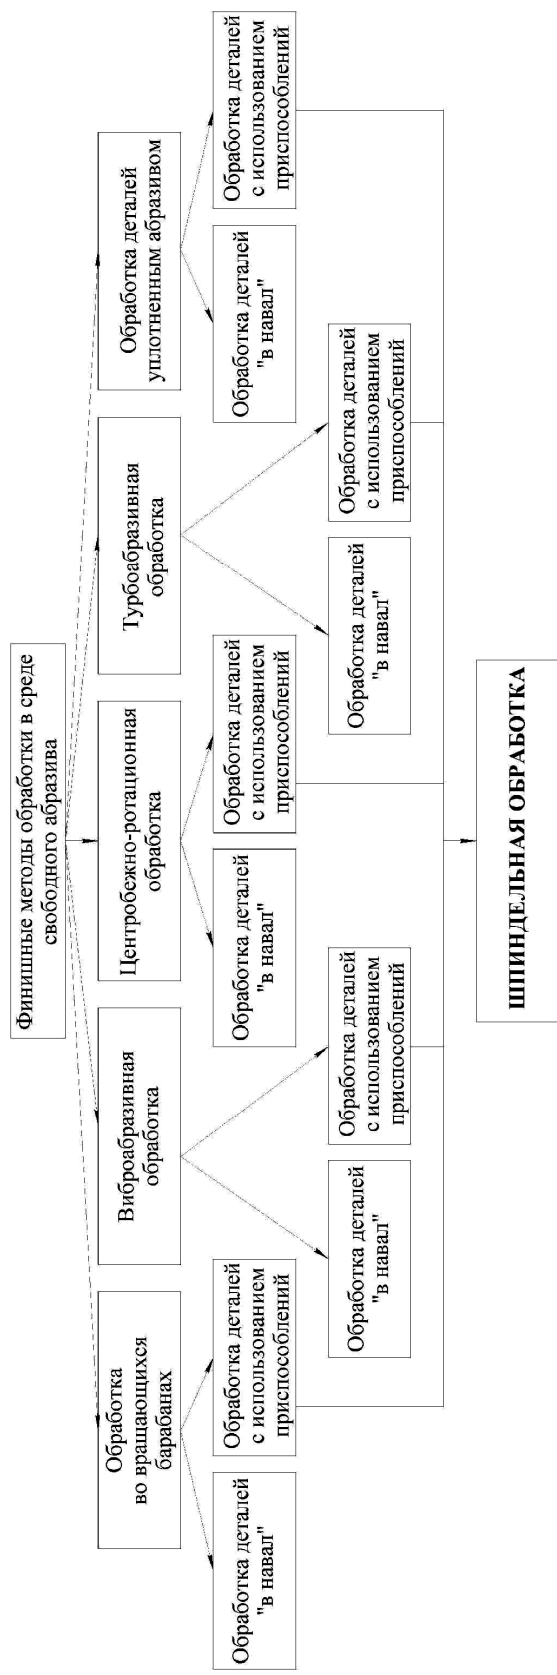 Финишные методы обработки в среде
свободного абразива
Обработка
во вращающихся
барабанах
Виброабразивная
обработка
Центробежно-ротационная
обработка
Турбоабразивная
обработка
Обработка деталей
уплотненным абразивом
Обработка деталей
"в навал"
Обработка деталей
с использованием
приспособлений
Обработка деталей
"в навал"
Обработка деталей
с использованием
приспособлений
Обработка деталей
"в навал"
Обработка деталей
с использованием
приспособлений
Обработка деталей
"в навал"
Обработка деталей
с использованием
приспособлений
Обработка деталей
"в навал"
Обработка деталей
с использованием
приспособлений
ШПИНДЕЛЬНАЯ ОБРАБОТКА